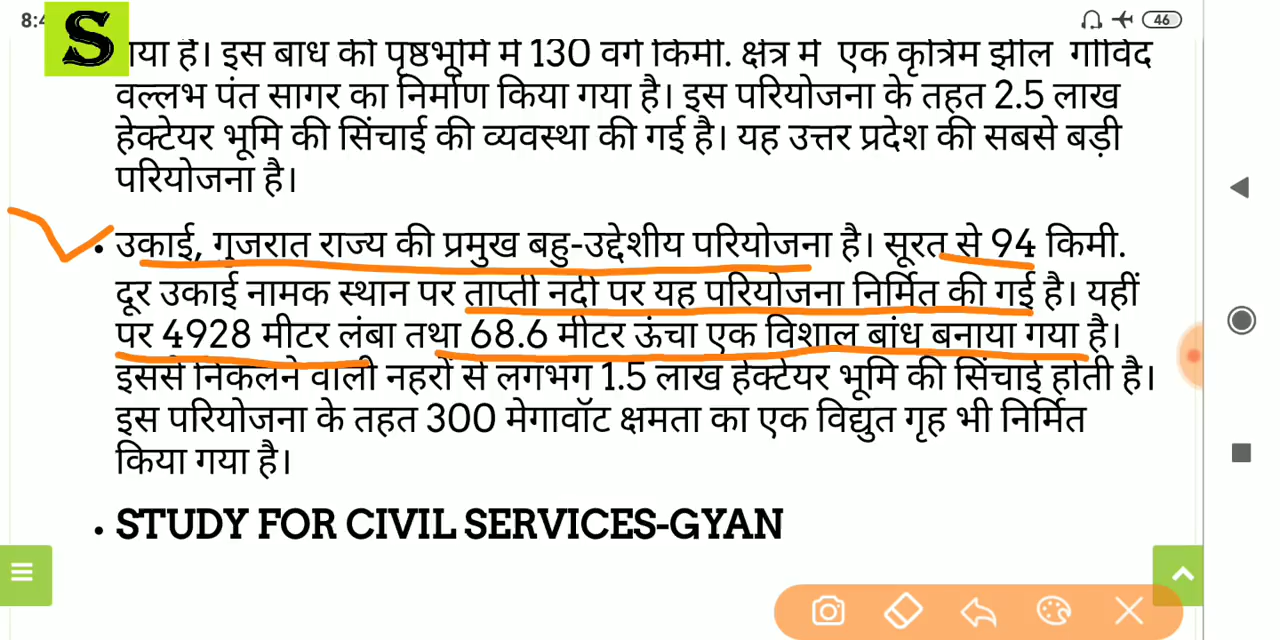 8:4
S
46
गया है। इस बांध की पृष्ठभूमि में 130 वर्ग किमी. क्षेत्र में एक कृत्रिम झील गोविंद
वल्लभ पंत सागर का निर्माण किया गया है। इस परियोजना के तहत 2.5 लाख
हेक्टेयर भूमि की सिंचाई की व्यवस्था की गई है। यह उत्तर प्रदेश की सबसे बड़ी
परियोजना है।
• उकाई, गुजरात राज्य की प्रमुख बहु-उद्देशीय परियोजना है। सूरत से 94 किमी.
दूर उकाई नामक स्थान पर ताप्ती नदी पर यह परियोजना निर्मित की गई है। यहीं
पर 4928 मीटर लंबा तथा 68.6 मीटर ऊंचा एक विशाल बांध बनाया गया है।
इससे निकलने वाली नहरों से लगभग 1.5 लाख हेक्टेयर भूमि की सिंचाई होती है।
इस परियोजना के तहत 300 मेगावॉट क्षमता का एक विद्युत गृह भी निर्मित
किया गया है।
• STUDY FOR CIVIL SERVICES-GYAN